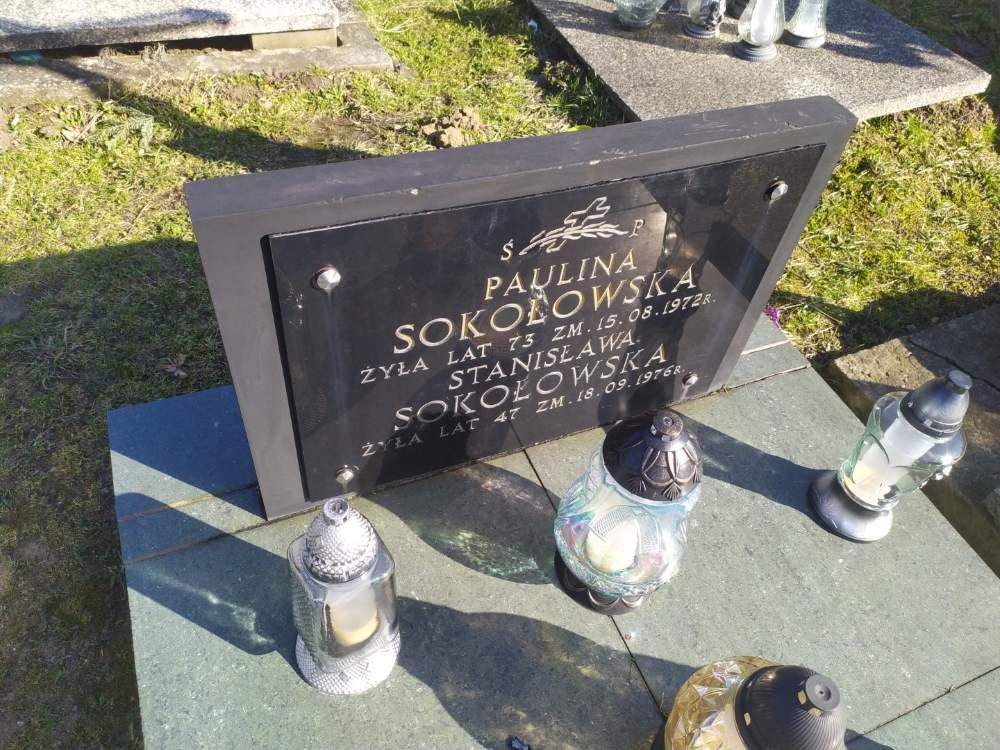 Ś P
PAULINA
SOKOŁOWSKA
ŻYŁA LAT 73 ZM. 15.08.1972R.
STANISŁAWA
SOKOŁOWSKA
ŻYŁA LAT 47 ZM. 18.09.1976R.